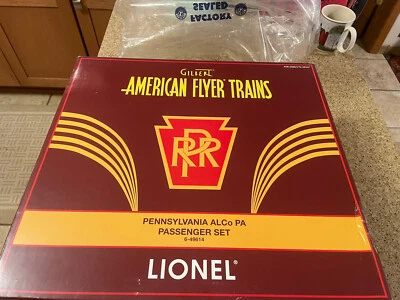 FACTORY
SEALED
GILBERT
AMERICAN FLYER TRAINS
PRR
PENNSYLVANIA ALCo PA
PASSENGER SET
6-49614
LIONEL®